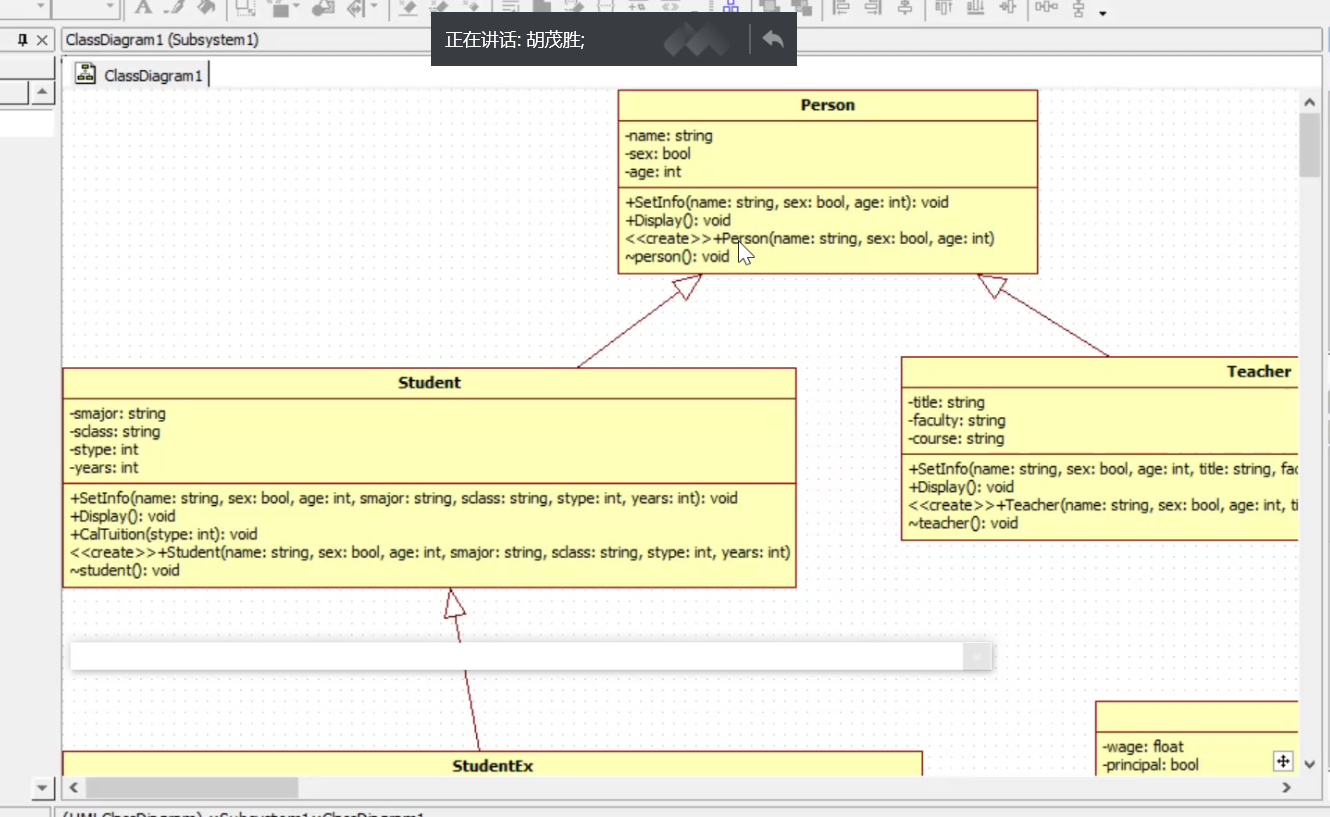 ClassDiagram1 (Subsystem1)
正在讲话: 胡茂胜;
ClassDiagram1
Person
-name: string
-sex: bool
-age: int
+SetInfo(name: string, sex: bool, age: int): void
+Display(): void
<<create>>+Person(name: string, sex: bool, age: int)
~person(): void
Student
-smajor: string
-sclass: string
-stype: int
-years: int
+SetInfo(name: string, sex: bool, age: int, smajor: string, sclass: string, stype: int, years: int): void
+Display(): void
+CalTuition(stype: int): void
<<create>>+Student(name: string, sex: bool, age: int, smajor: string, sclass: string, stype: int, years: int)
~student(): void
Teacher
-title: string
-faculty: string
-course: string
+SetInfo(name: string, sex: bool, age: int, title: string, fac
+Display(): void
<<create>>+Teacher(name: string, sex: bool, age: int, ti
~teacher(): void
StudentEx
-wage: float
-principal: bool